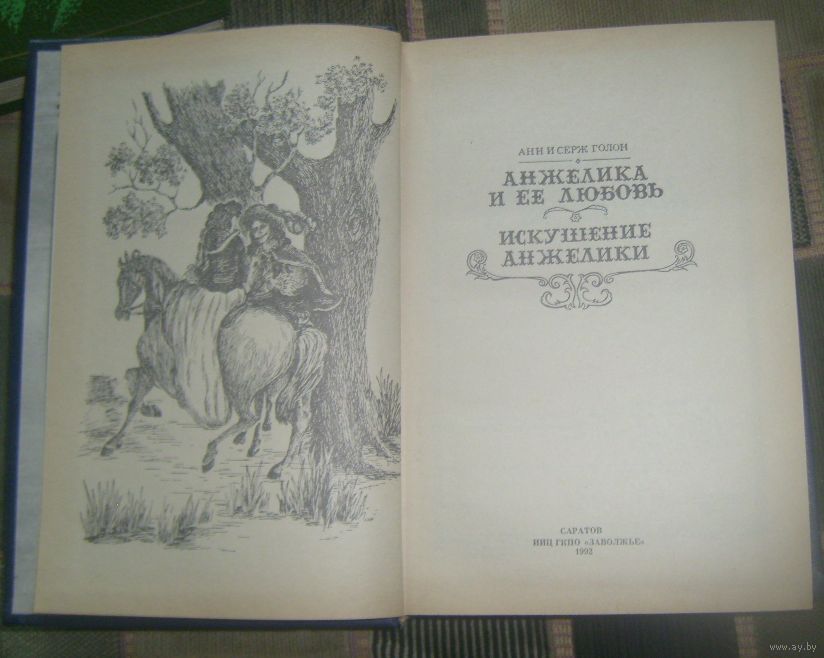 АНН И СЕРЖ ГОЛОН
АНЖЕЛИКА
И ЕЕ ЛЮБОВЬ
ИСКУШЕНИЕ
АНЖЕЛИКИ
САРАТОВ
ИИЦ ГКПО «ЗАВОЛЖЬЕ»
1992
www.ay.by